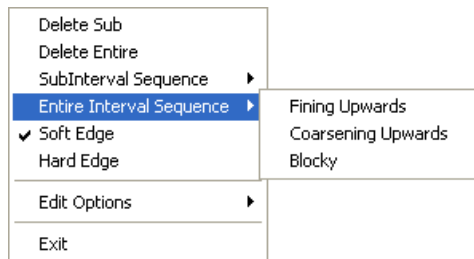 Delete Sub
Delete Entire
SubInterval Sequence
Entire Interval Sequence
Soft Edge
Hard Edge
Edit Options
Exit
Fining Upwards
Coarsening Upwards
Blocky